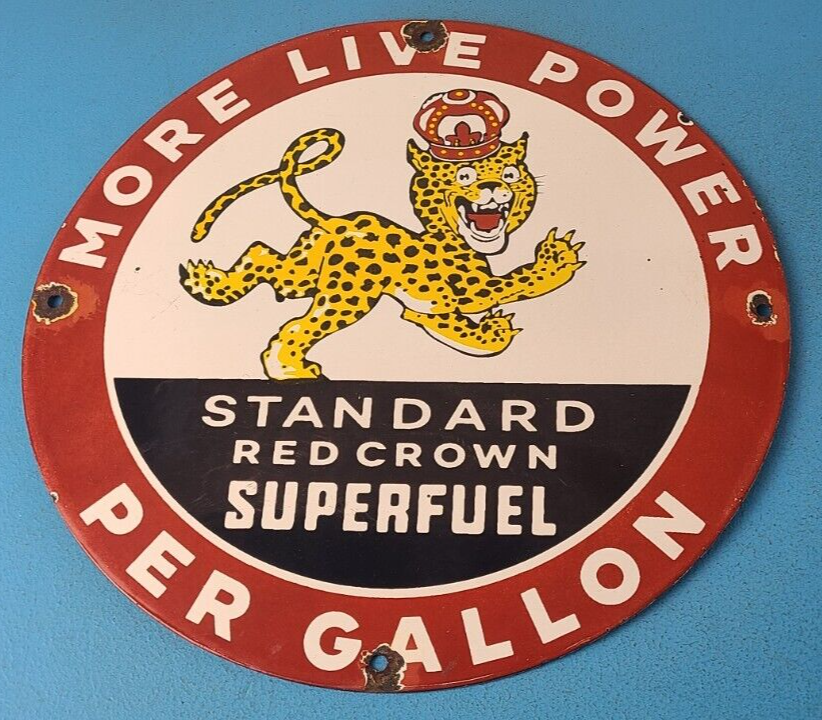 MORE LIVE POWER
STANDARD
RED CROWN
SUPERFUEL
PER GALLON